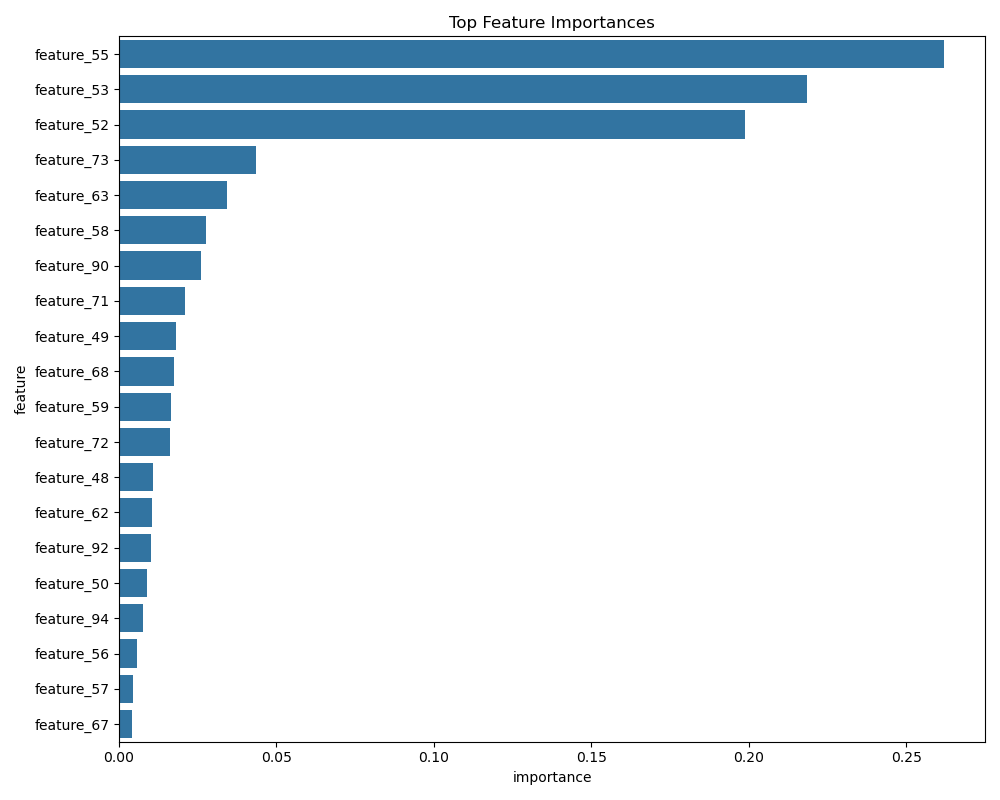 Top Feature Importances
feature_55
feature_53
feature_52
feature_73
feature_63
feature_58
feature_90
feature_71
feature_49
feature_68
feature_59
feature_72
feature_48
feature_62
feature_92
feature_50
feature_94
feature_56
feature_57
feature_67
feature
0.00 0.05 0.10 0.15 0.20 0.25
importance